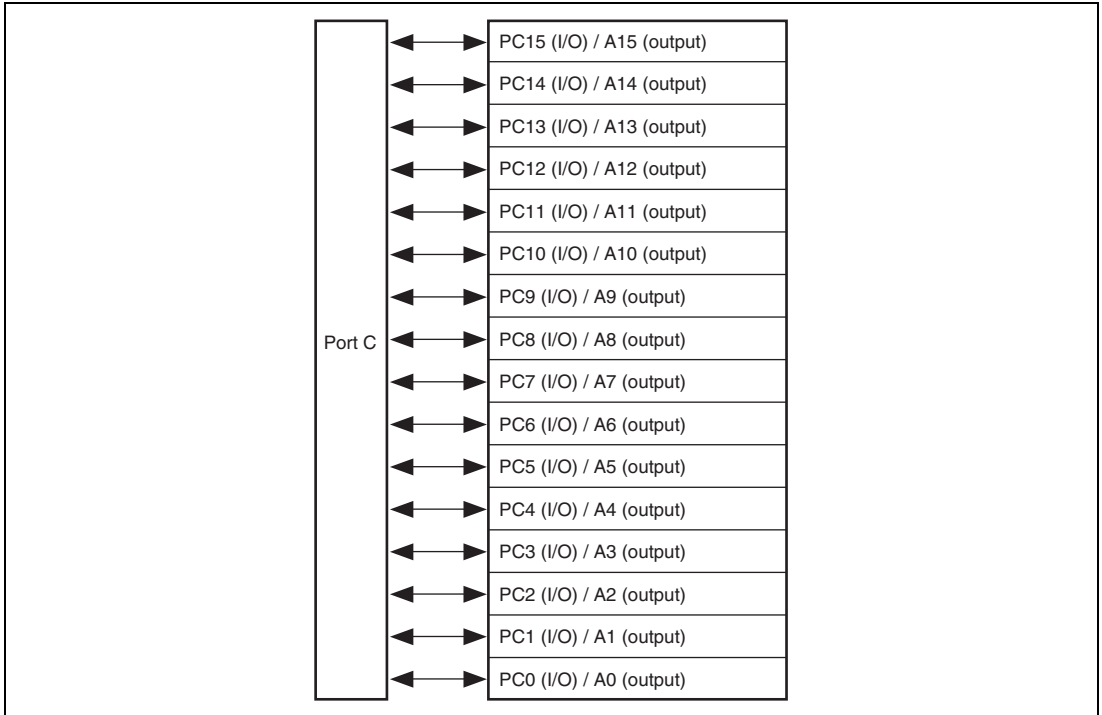 PC15 (I/O) / A15 (output)
PC14 (I/O) / A14 (output)
PC13 (I/O) / A13 (output)
PC12 (I/O) / A12 (output)
PC11 (I/O) / A11 (output)
PC10 (I/O) / A10 (output)
PC9 (I/O) / A9 (output)
Port C
PC8 (I/O) / A8 (output)
PC7 (I/O) / A7 (output)
PC6 (I/O) / A6 (output)
PC5 (I/O) / A5 (output)
PC4 (I/O) / A4 (output)
PC3 (I/O) / A3 (output)
PC2 (I/O) / A2 (output)
PC1 (I/O) / A1 (output)
PC0 (I/O) / A0 (output)